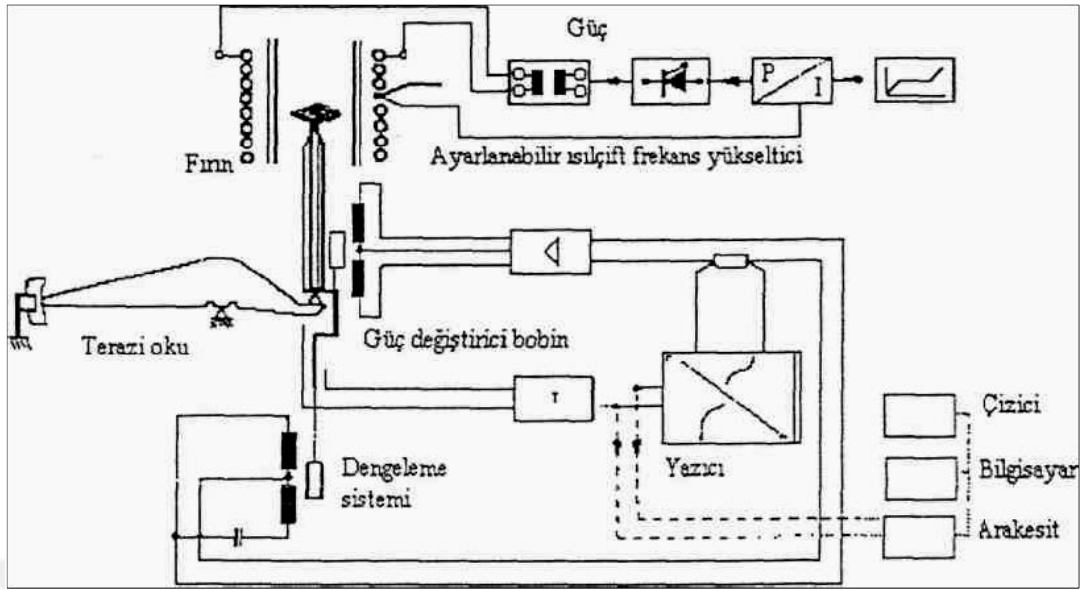 Güç
P
I
Fırın
Ayarlanabilir ısılçift frekans yükseltici
Terazi oku
Güç değiştirici bobin
T
Yazıcı
Çizici
Bilgisayar
Arakesit
Dengeleme
sistemi